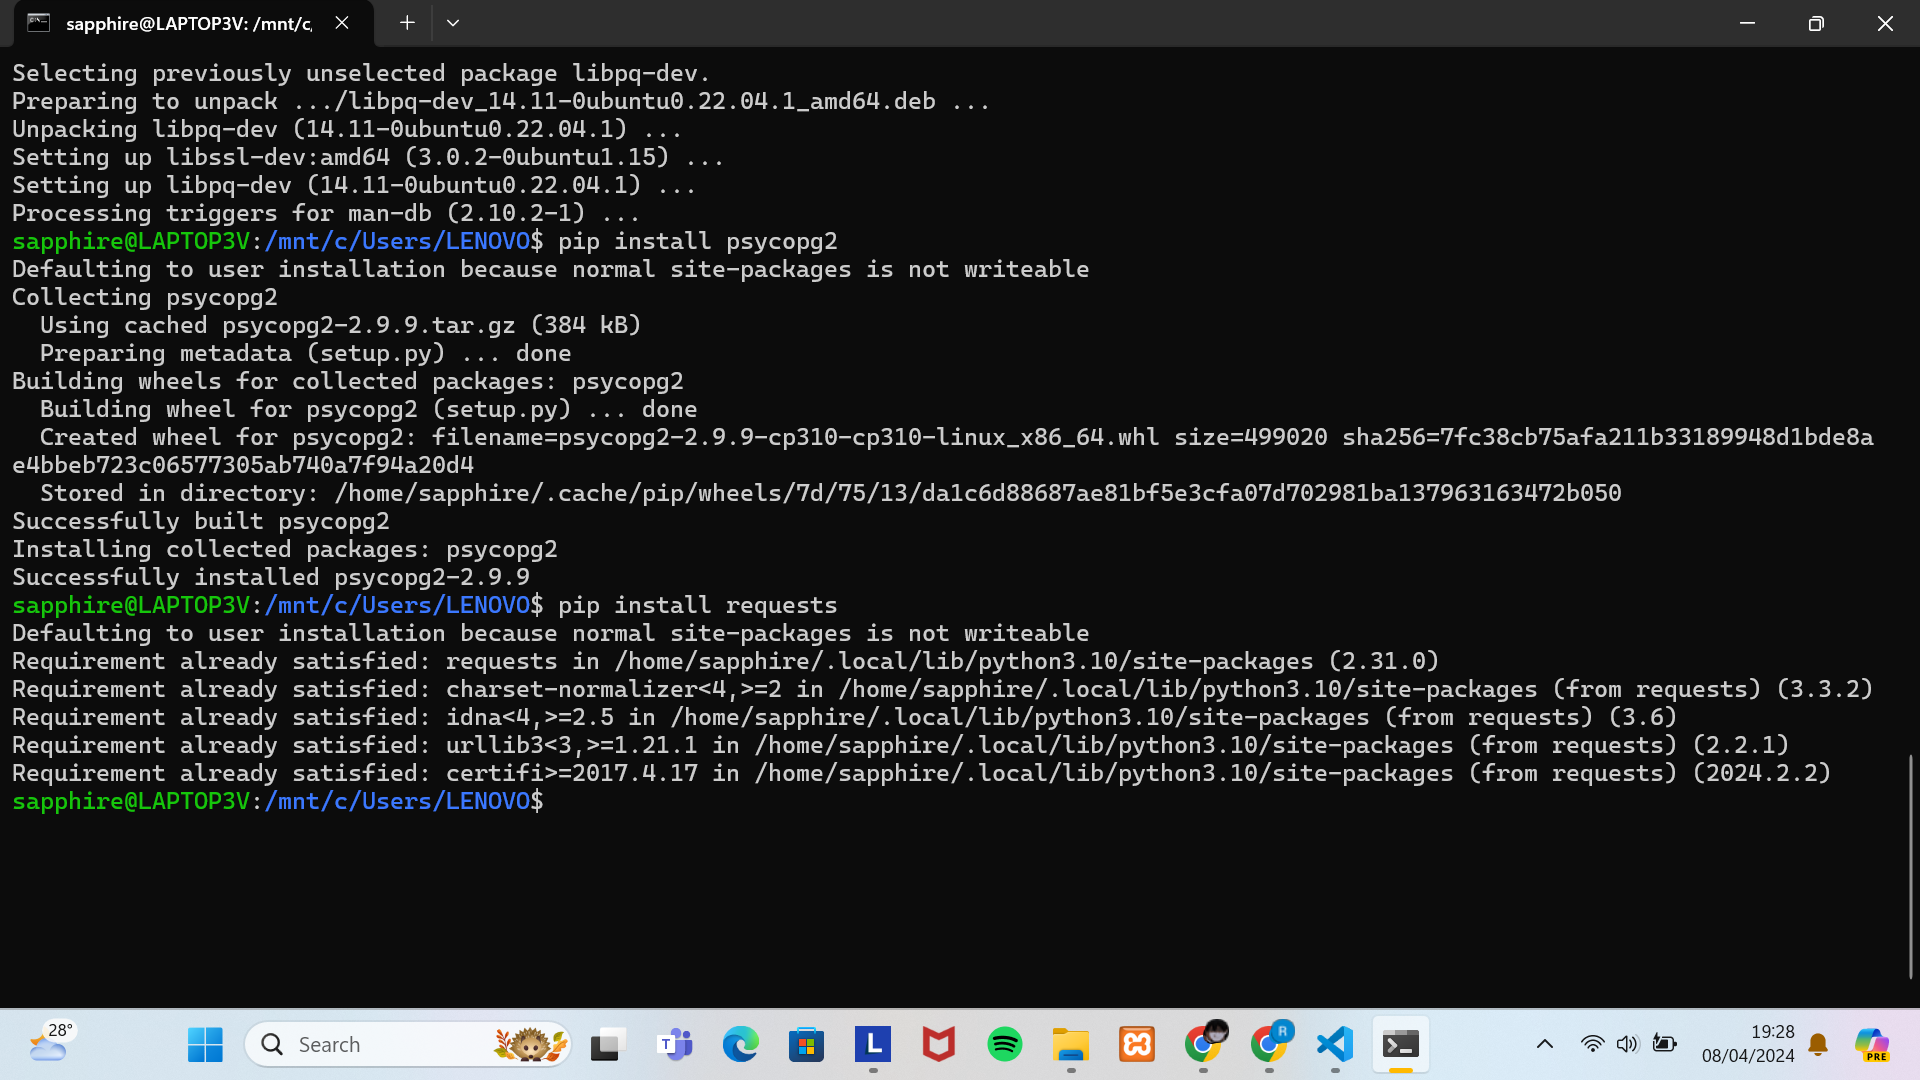 sapphire@LAPTOP3V: /mnt/c,
Selecting previously unselected package libpq-dev.
Preparing to unpack .../libpq-dev_14.11-0ubuntu0.22.04.1_amd64.deb ...
Unpacking libpq-dev (14.11-0ubuntu0.22.04.1) ...
Setting up libssl-dev:amd64 (3.0.2-0ubuntu1.15) ...
Setting up libpq-dev (14.11-0ubuntu0.22.04.1) ...
Processing triggers for man-db (2.10.2-1) ...
sapphire@LAPTOP3V:/mnt/c/Users/LENOVO$ pip install psycopg2
Defaulting to user installation because normal site-packages is not writeable
Collecting psycopg2
  Using cached psycopg2-2.9.9.tar.gz (384 kB)
  Preparing metadata (setup.py) ... done
Building wheels for collected packages: psycopg2
  Building wheel for psycopg2 (setup.py) ... done
  Created wheel for psycopg2: filename=psycopg2-2.9.9-cp310-cp310-linux_x86_64.whl size=499020 sha256=7fc38cb75afa211b33189948d1bde8a
e4bbeb723c06577305ab740a7f94a20d4
  Stored in directory: /home/sapphire/.cache/pip/wheels/7d/75/13/da1c6d88687ae81bf5e3cfa07d702981ba137963163472b050
Successfully built psycopg2
Installing collected packages: psycopg2
Successfully installed psycopg2-2.9.9
sapphire@LAPTOP3V:/mnt/c/Users/LENOVO$ pip install requests
Defaulting to user installation because normal site-packages is not writeable
Requirement already satisfied: requests in /home/sapphire/.local/lib/python3.10/site-packages (2.31.0)
Requirement already satisfied: charset-normalizer<4,>=2 in /home/sapphire/.local/lib/python3.10/site-packages (from requests) (3.3.2)
Requirement already satisfied: idna<4,>=2.5 in /home/sapphire/.local/lib/python3.10/site-packages (from requests) (3.6)
Requirement already satisfied: urllib3<3,>=1.21.1 in /home/sapphire/.local/lib/python3.10/site-packages (from requests) (2.2.1)
Requirement already satisfied: certifi>=2017.4.17 in /home/sapphire/.local/lib/python3.10/site-packages (from requests) (2024.2.2)
sapphire@LAPTOP3V:/mnt/c/Users/LENOVO$
28°
Search
T
L
R
19:28
08/04/2024
PRE